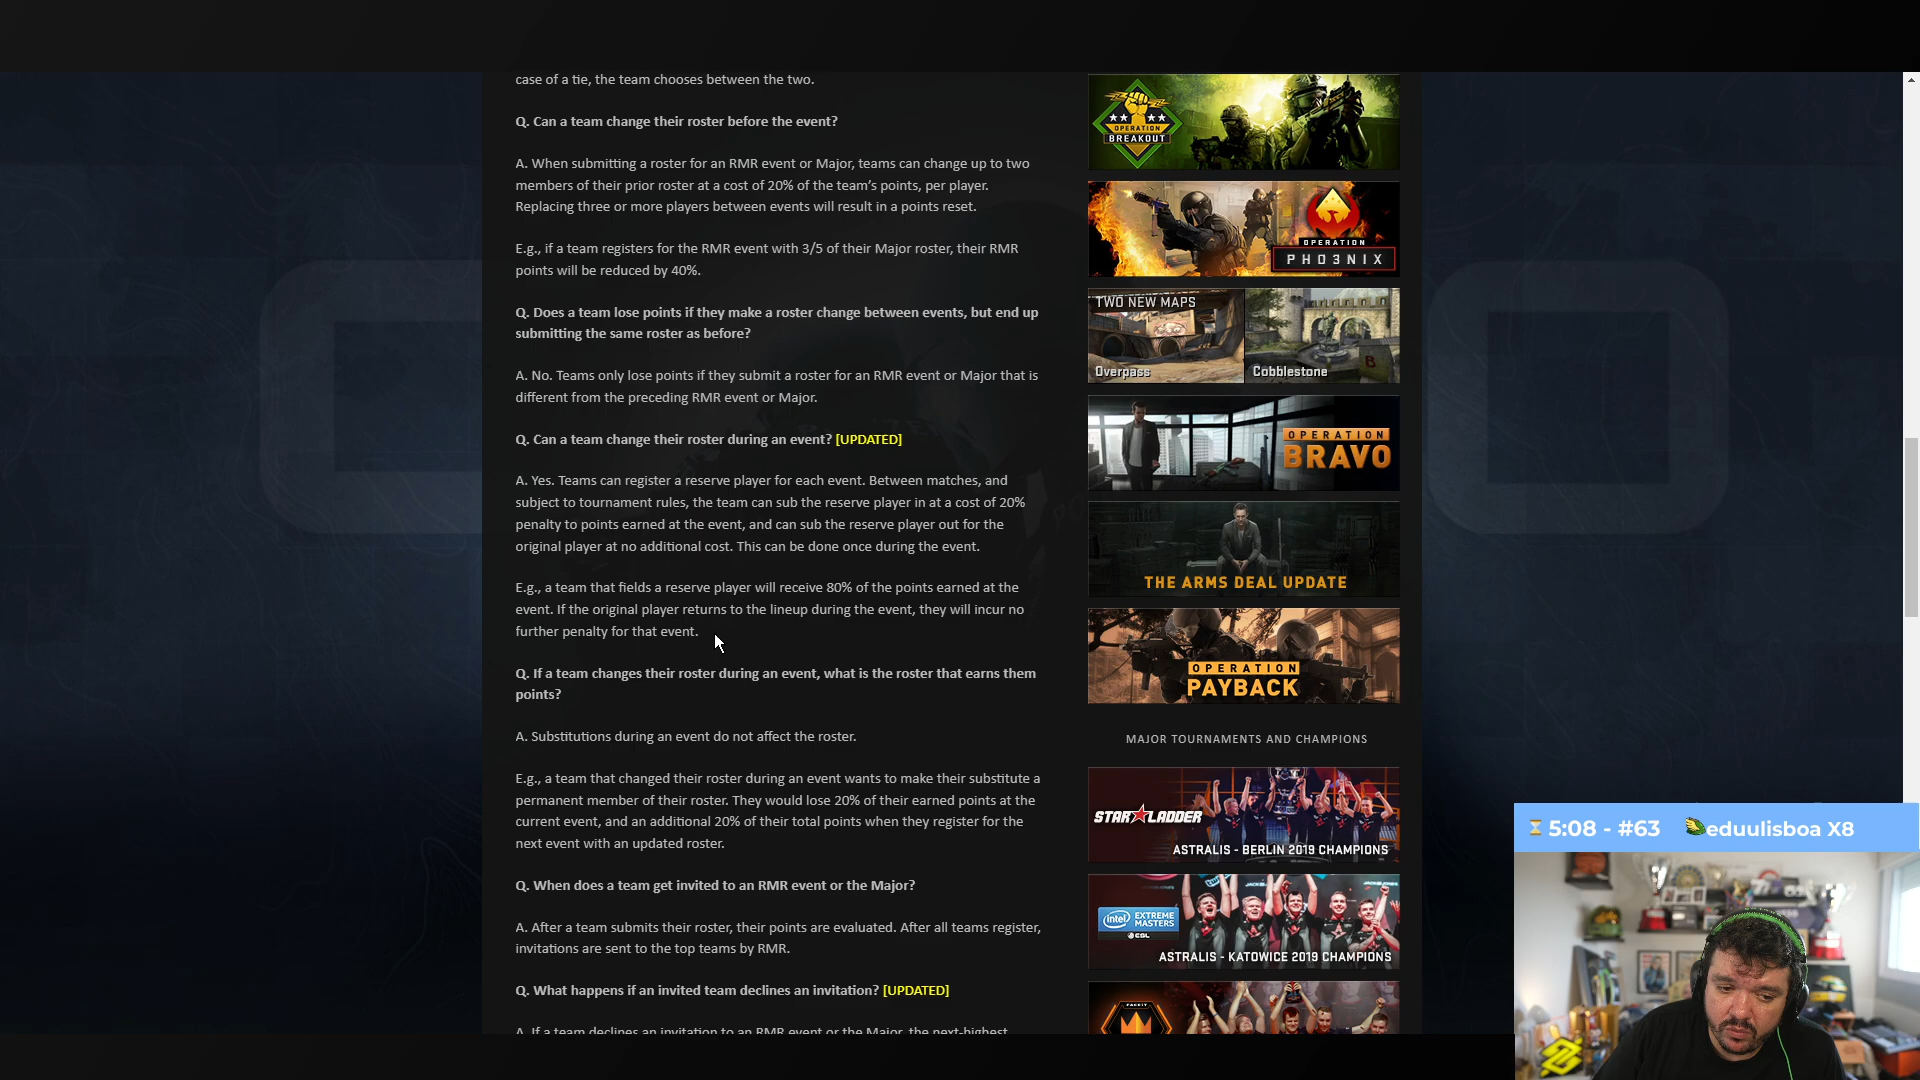 case of a tie, the team chooses between the two.
Q. Can a team change their roster before the event?
A. When submitting a roster for an RMR event or Major, teams can change up to two
members of their prior roster at a cost of 20% of the team’s points, per player.
Replacing three or more players between events will result in a points reset.
E.g., if a team registers for the RMR event with 3/5 of their Major roster, their RMR
points will be reduced by 40%.
Q. Does a team lose points if they make a roster change between events, but end up
submitting the same roster as before?
A. No. Teams only lose points if they submit a roster for an RMR event or Major that is
different from the preceding RMR event or Major.
Q. Can a team change their roster during an event? [UPDATED]
A. Yes. Teams can register a reserve player for each event. Between matches, and
subject to tournament rules, the team can sub the reserve player in at a cost of 20%
penalty to points earned at the event, and can sub the reserve player out for the
original player at no additional cost. This can be done once during the event.
E.g., a team that fields a reserve player will receive 80% of the points earned at the
event. If the original player returns to the lineup during the event, they will incur no
further penalty for that event.
Q. If a team changes their roster during an event, what is the roster that earns them
points?
A. Substitutions during an event do not affect the roster.
E.g., a team that changed their roster during an event wants to make their substitute a
permanent member of their roster. They would lose 20% of their earned points at the
current event, and an additional 20% of their total points when they register for the
next event with an updated roster.
Q. When does a team get invited to an RMR event or the Major?
A. After a team submits their roster, their points are evaluated. After all teams register,
invitations are sent to the top teams by RMR.
Q. What happens if an invited team declines an invitation? [UPDATED]
A. If a team declines an invitation to an RMR event or the Major, the next-highest
OPERATION
BREAKOUT
OPERATION
PHO3NIX
TWO NEW MAPS
Overpass
Cobblestone
B
OPERATION
BRAVO
THE ARMS DEAL UPDATE
OPERATION
PAYBACK
MAJOR TOURNAMENTS AND CHAMPIONS
STAR LADDER
ASTRALIS - BERLIN 2019 CHAMPIONS
intel EXTREME
MASTERS
ESL
ASTRALIS - KATOWICE 2019 CHAMPIONS
FACEIT
5:08 - #63 eduulisboa X8